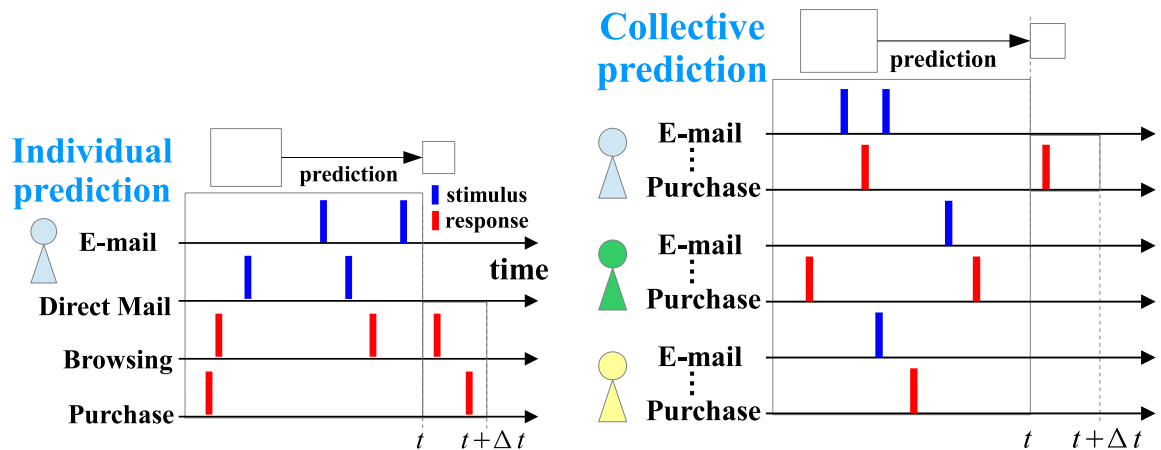 Individual
prediction
prediction
stimulus
response
E-mail
time
Direct Mail
Browsing
Purchase
t
t + Δ t
Collective
prediction
prediction
E-mail
Purchase
E-mail
Purchase
E-mail
Purchase
t
t + Δ t